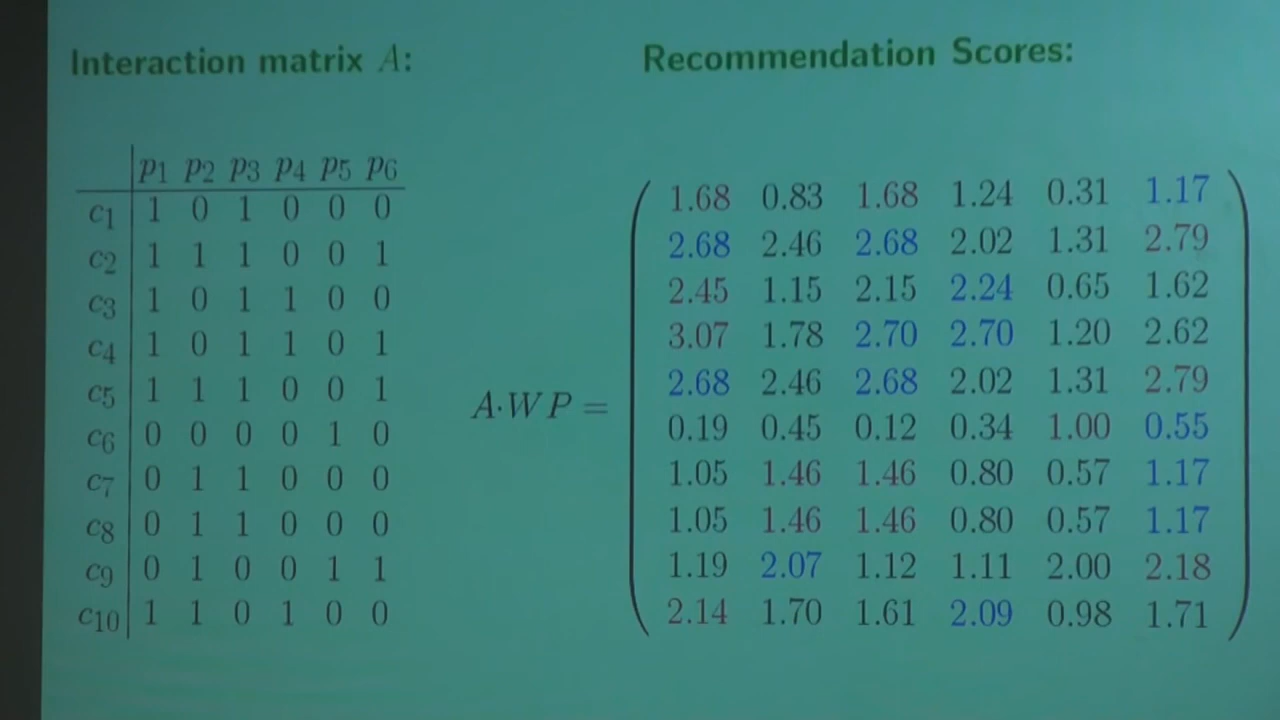 Interaction matrix A: Recommendation Scores:
p1 p2 p3 p4 p5 p6
c1 1 0 1 0 0 0
c2 1 1 1 0 0 1
c3 1 0 1 1 0 0
c4 1 0 1 1 0 1
c5 1 1 1 0 0 1
c6 0 0 0 0 1 0
c7 0 1 1 0 0 0
c8 0 1 1 0 0 0
c9 0 1 0 0 1 1
c10 1 1 0 1 0 0
A·WP =
1.68 0.83 1.68 1.24 0.31 1.17
2.68 2.46 2.68 2.02 1.31 2.79
2.45 1.15 2.15 2.24 0.65 1.62
3.07 1.78 2.70 2.70 1.20 2.62
2.68 2.46 2.68 2.02 1.31 2.79
0.19 0.45 0.12 0.34 1.00 0.55
1.05 1.46 1.46 0.80 0.57 1.17
1.05 1.46 1.46 0.80 0.57 1.17
1.19 2.07 1.12 1.11 2.00 2.18
2.14 1.70 1.61 2.09 0.98 1.71